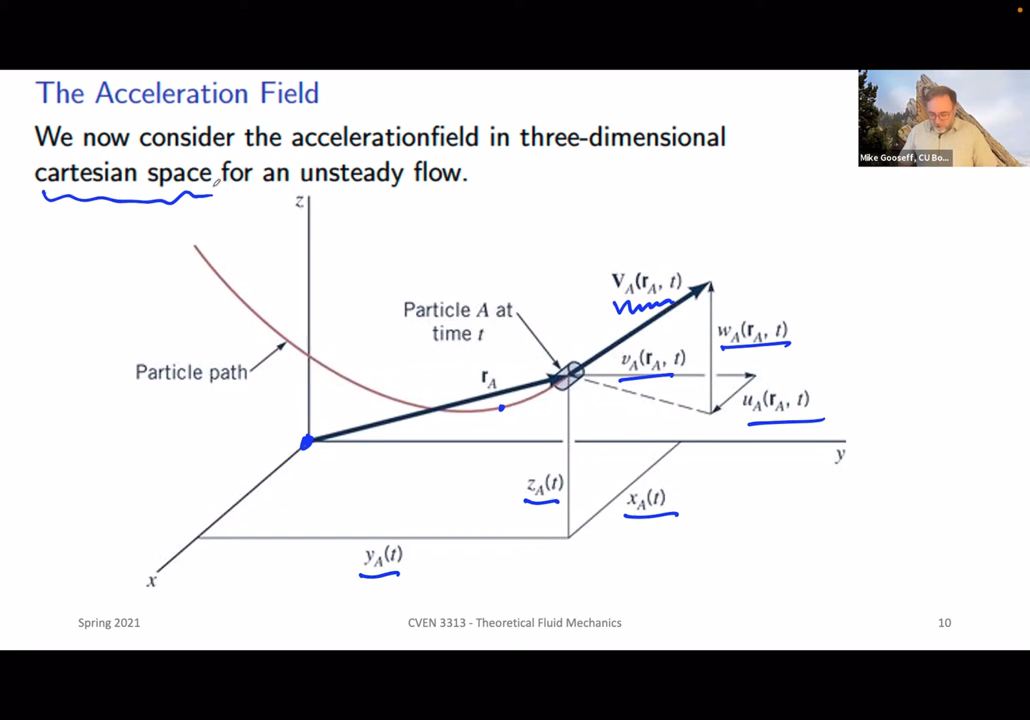 The Acceleration Field
We now consider the accelerationfield in three-dimensional
cartesian space for an unsteady flow.
Mike Gooseff, CU Bo...
z
V_A(r_A, t)
Particle A at
time t
w_A(r_A, t)
v_A(r_A, t)
Particle path
r_A
u_A(r_A, t)
y
z_A(t)
x_A(t)
y_A(t)
x
Spring 2021
CVEN 3313 - Theoretical Fluid Mechanics
10